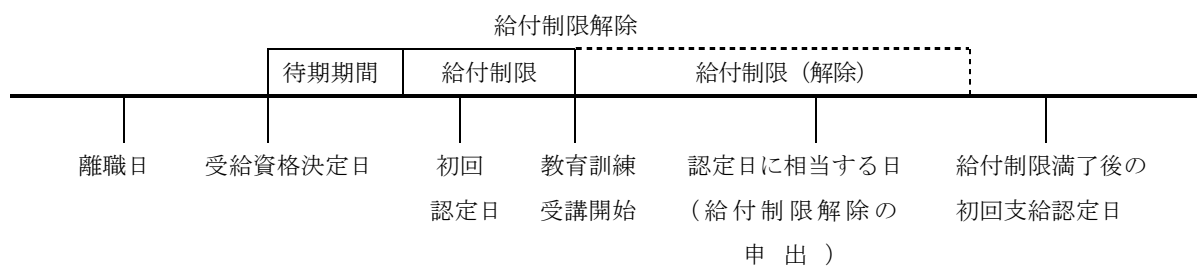 給付制限解除
待期期間 給付制限 給付制限（解除）
離職日 受給資格決定日 初回 教育訓練 認定日に相当する日 給付制限満了後の
認定日 受講開始 （給付制限解除の 初回支給認定日
申出）